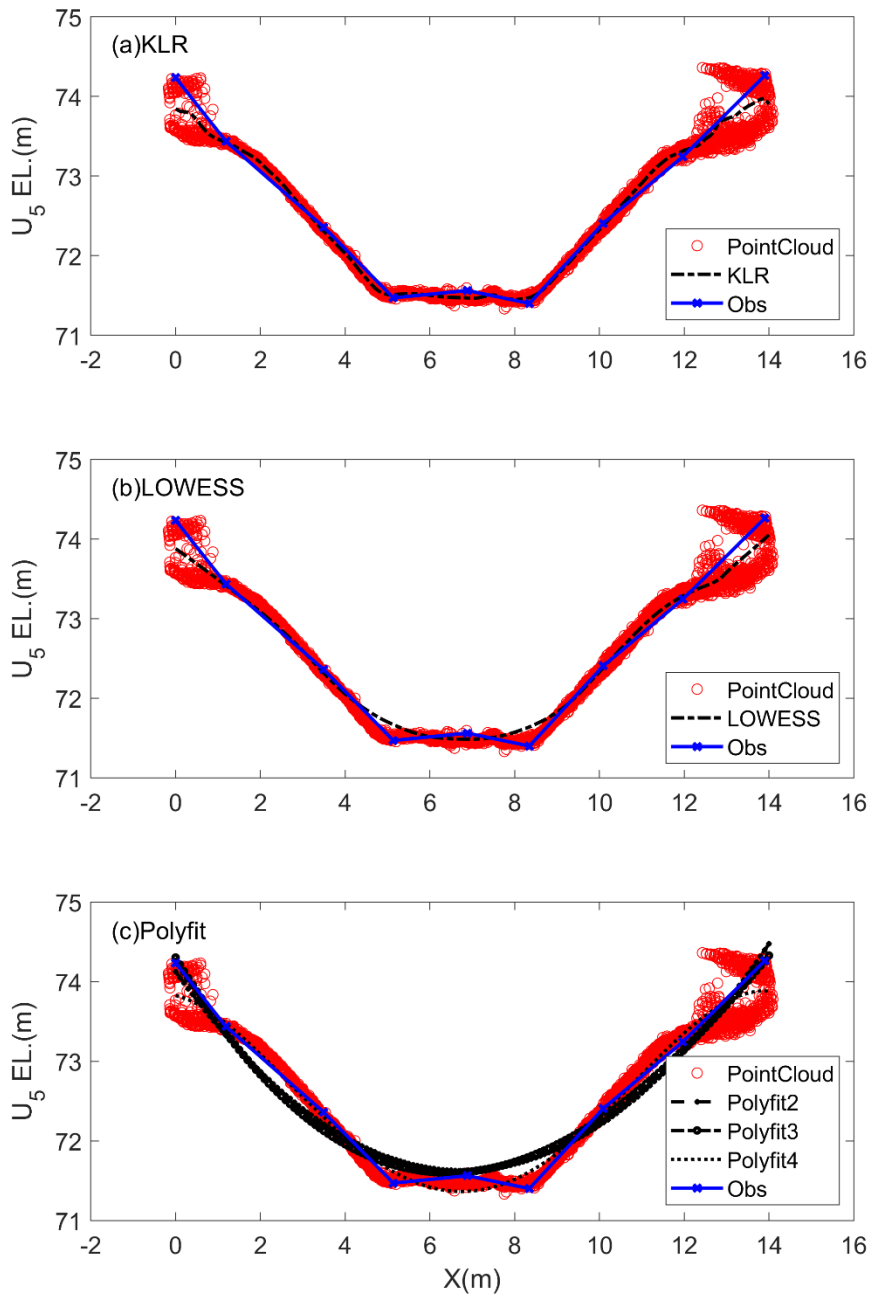 (a)KLR
75
74
73
72
71
U5 EL.(m)
PointCloud
KLR
Obs
-2 0 2 4 6 8 10 12 14 16
(b)LOWESS
75
74
73
72
71
U5 EL.(m)
PointCloud
LOWESS
Obs
-2 0 2 4 6 8 10 12 14 16
(c)Polyfit
75
74
73
72
71
U5 EL.(m)
PointCloud
Polyfit2
Polyfit3
Polyfit4
Obs
-2 0 2 4 6 8 10 12 14 16
X(m)